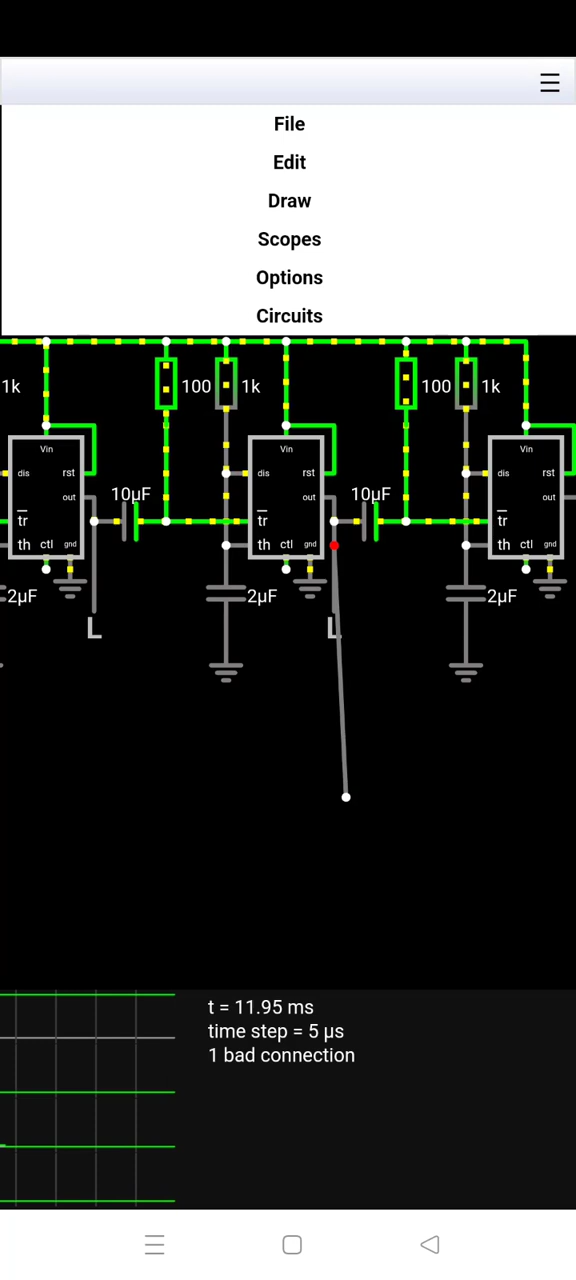 ☰
File
Edit
Draw
Scopes
Options
Circuits
1k 100 1k 100 1k
Vin Vin Vin
dis rst dis rst dis rst
out out out
10µF 10µF
tr tr tr
th ctl gnd th ctl gnd th ctl gnd
2µF 2µF 2µF
L L
t = 11.95 ms
time step = 5 µs
1 bad connection